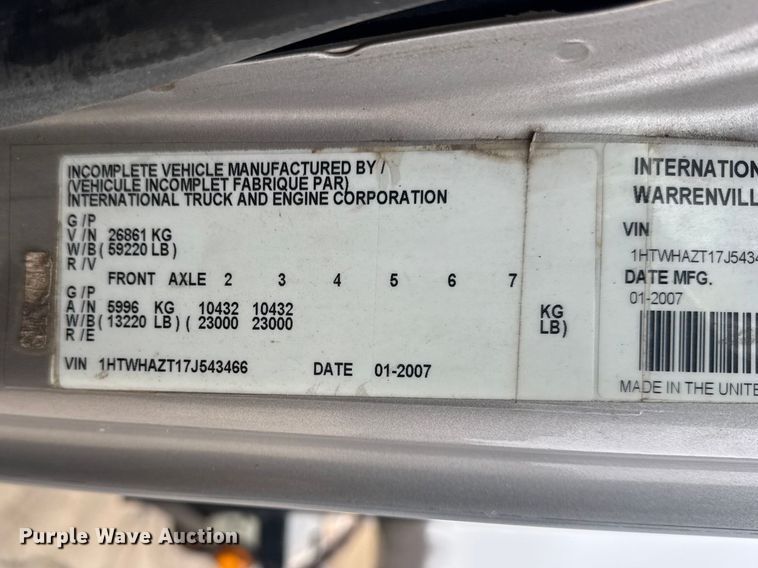 INCOMPLETE VEHICLE MANUFACTURED BY /
(VEHICULE INCOMPLET FABRIQUE PAR)
INTERNATIONAL TRUCK AND ENGINE CORPORATION
G /P
V /N 26861 KG
W/B( 59220 LB)
R /V
FRONT AXLE 2 3 4 5 6 7
G /P
A /N 5996 KG 10432 10432 KG
W/B( 13220 LB) ( 23000 23000 LB)
R /E
VIN 1HTWHAZT17J543466 DATE 01-2007
INTERNATION
WARRENVILL
VIN
1HTWHAZT17J5434
DATE MFG.
01-2007
MADE IN THE UNITE
Purple Wave Auction